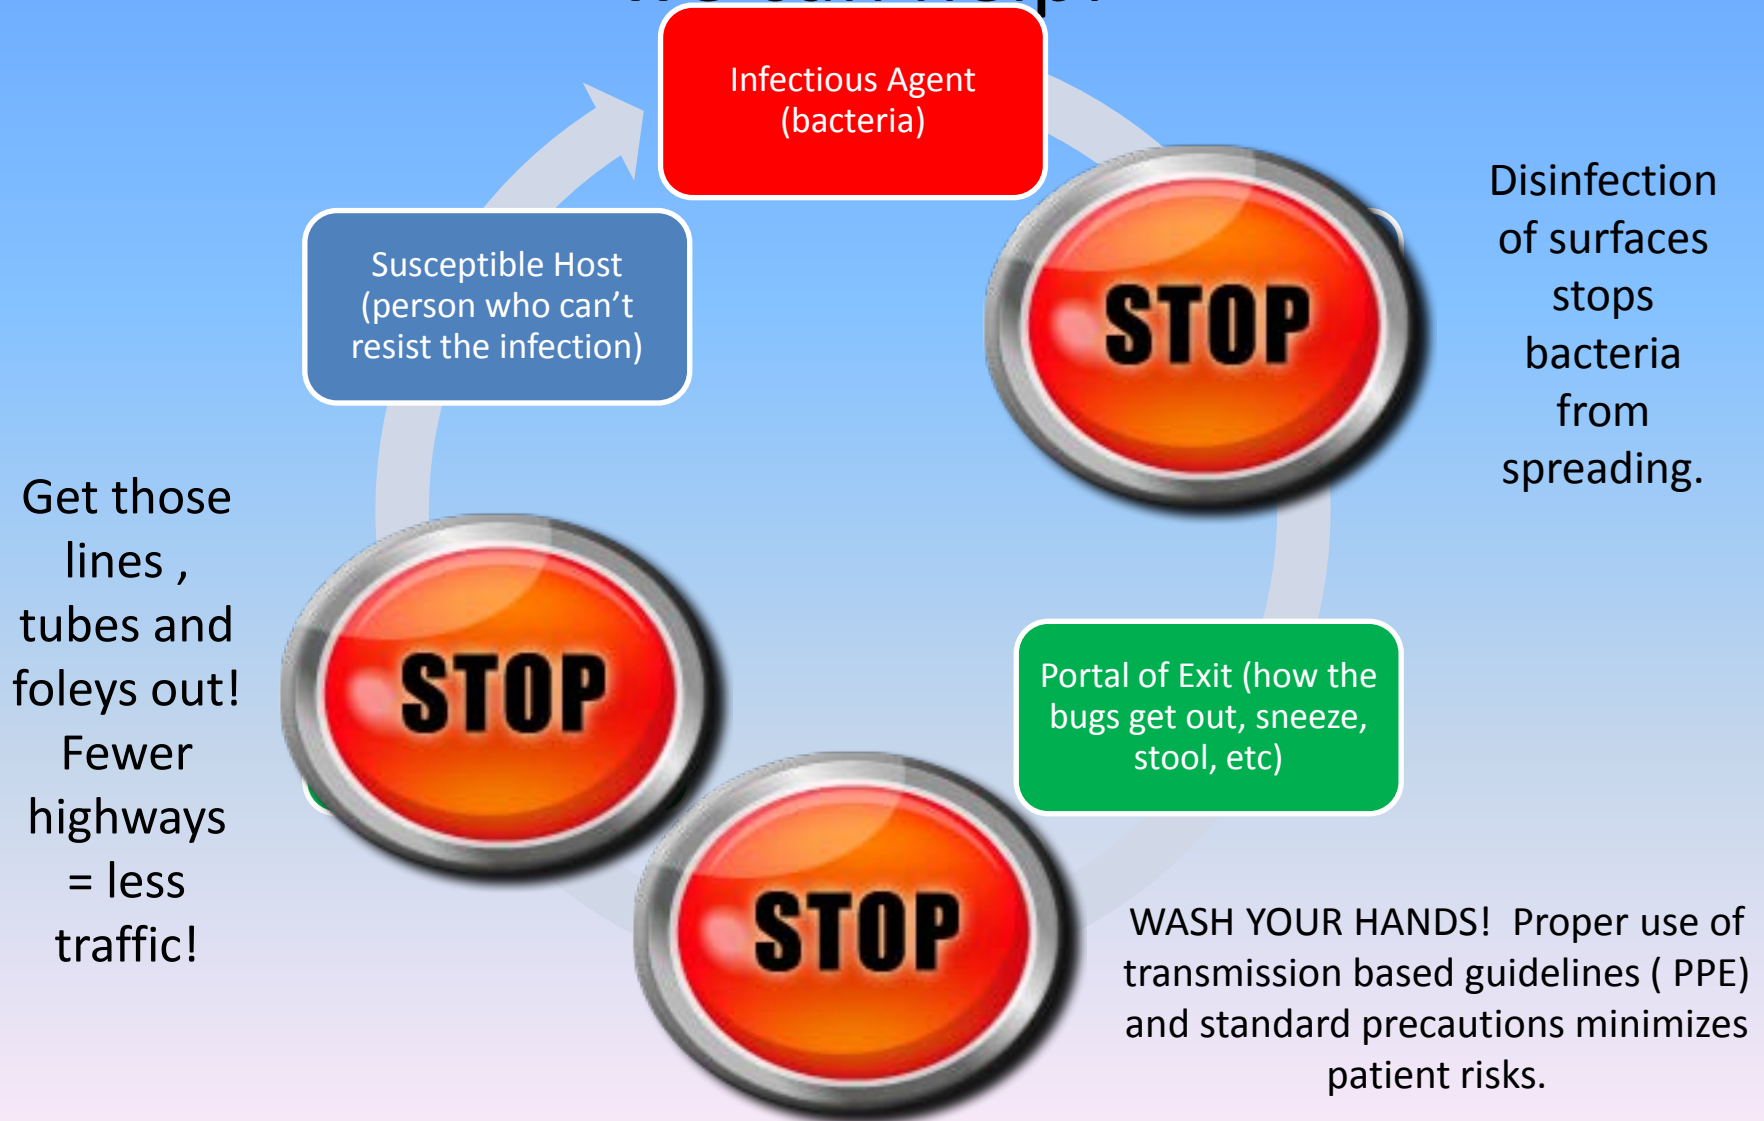 we can help?
Infectious Agent
(bacteria)
STOP
Disinfection
of surfaces
stops
bacteria
from
spreading.
Susceptible Host
(person who can’t
resist the infection)
Get those
lines ,
tubes and
foleys out!
Fewer
highways
= less
traffic!
STOP
Portal of Exit (how the
bugs get out, sneeze,
stool, etc)
STOP
WASH YOUR HANDS!  Proper use of
transmission based guidelines ( PPE)
and standard precautions minimizes
patient risks.